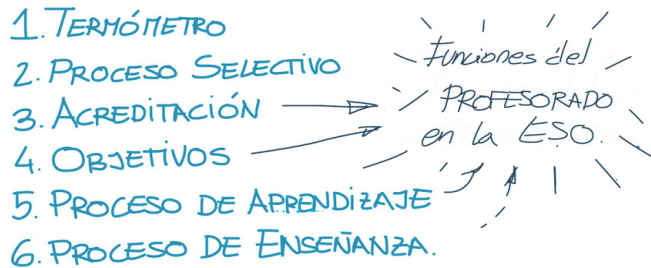 1. TERMÓMETRO
2. PROCESO SELECTIVO
3. ACREDITACIÓN
4. OBJETIVOS
5. PROCESO DE APRENDIZAJE
6. PROCESO DE ENSEÑANZA.
Funciones del
PROFESORADO
en la ESO.